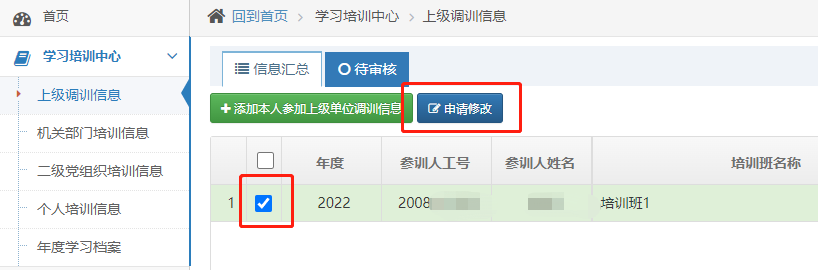 首页
学习培训中心
上级调训信息
机关部门培训信息
二级党组织培训信息
个人培训信息
年度学习档案
回到首页 学习培训中心 上级调训信息
信息汇总 待审核
添加本人参加上级单位调训信息 申请修改
年度 参训人工号 参训人姓名 培训班名称
1 2022 2008 培训班1